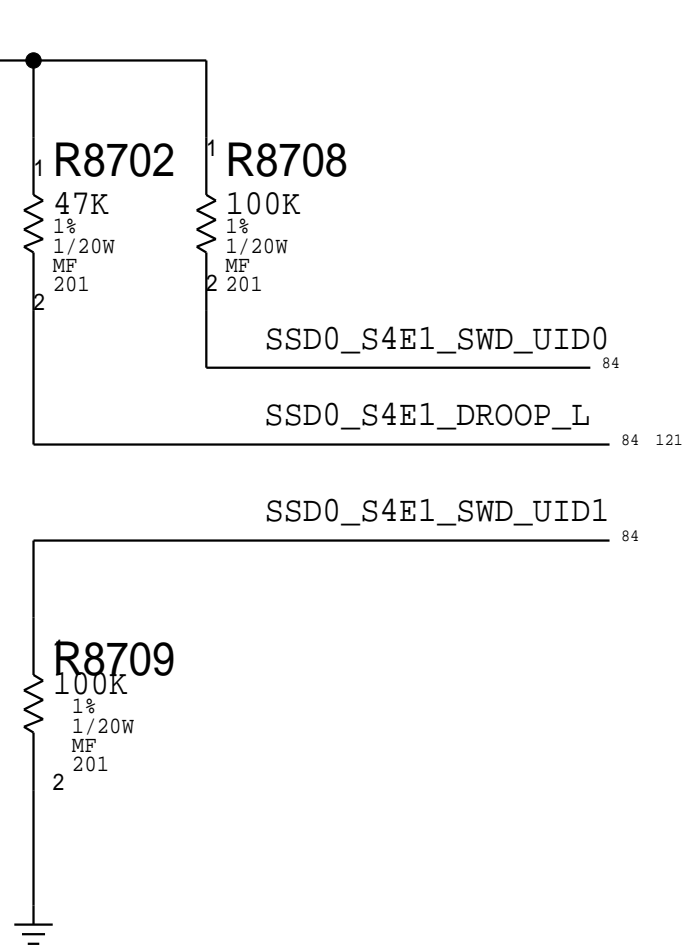 1 R8702
47K
1%
1/20W
MF
201
2
1 R8708
100K
1%
1/20W
MF
2 201
SSD0_S4E1_SWD_UID0 84
SSD0_S4E1_DROOP_L 84 121
SSD0_S4E1_SWD_UID1 84
1
R8709
100K
1%
1/20W
MF
201
2